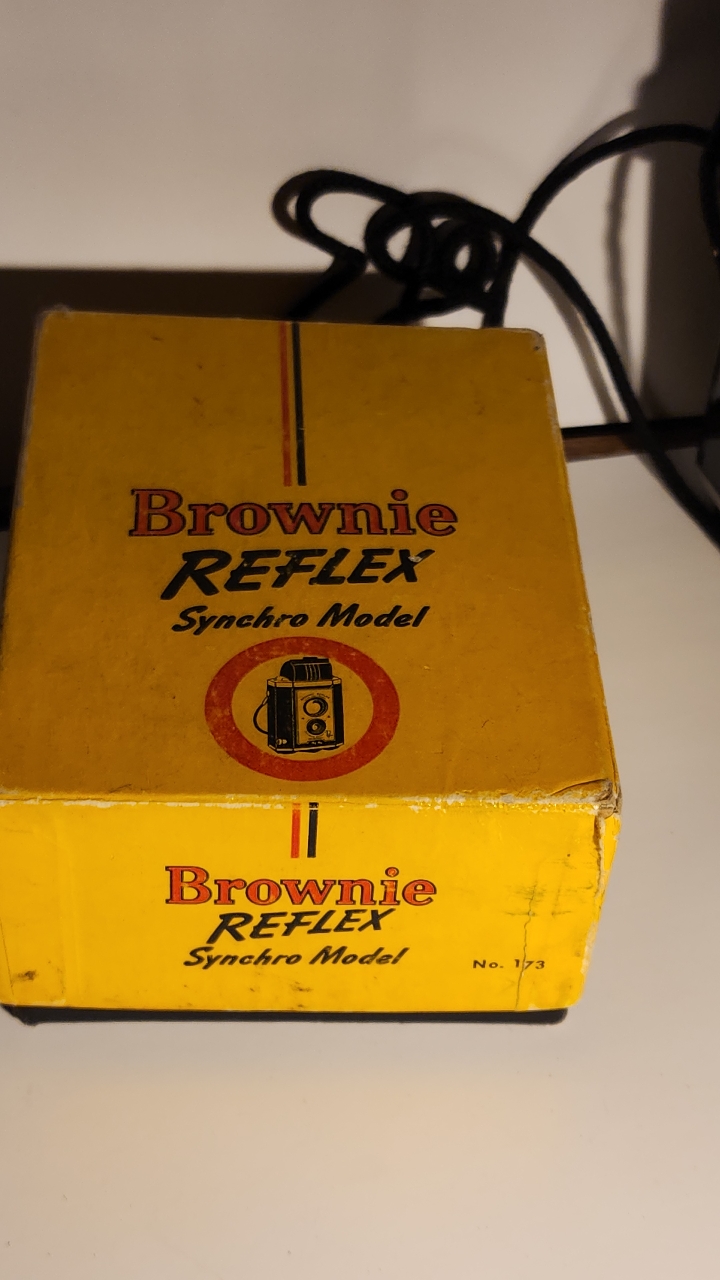 Brownie
REFLEX
Synchro Model
Brownie
REFLEX
Synchro Model
No. 173